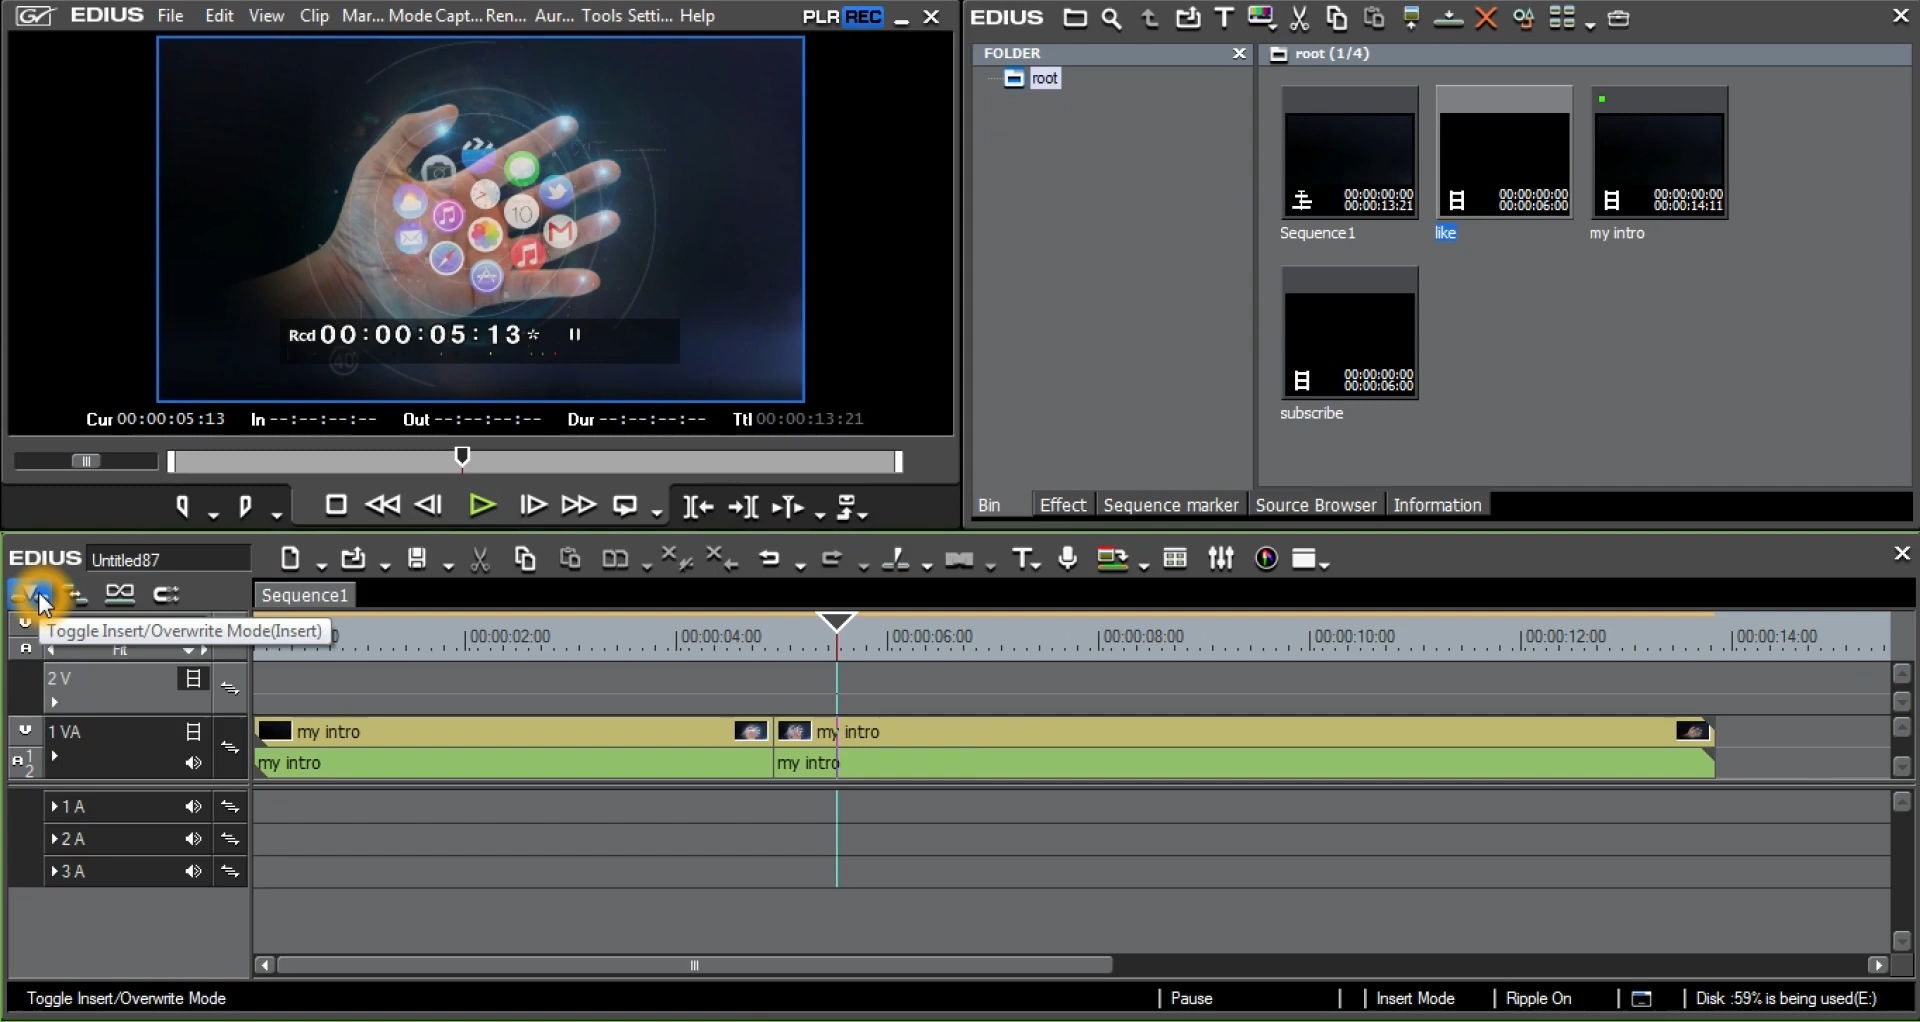 EDIUS File Edit View Clip Mar... Mode Capt... Ren... Aur... Tools Setti... Help PLR REC
10
Rcd 00:00:05:13 * II
Cur 00:00:05:13 In --:--:--:-- Out --:--:--:-- Dur --:--:--:-- Ttl 00:00:13:21
EDIUS
FOLDER
root
root (1/4)
00:00:00:00
00:00:13:21
Sequence1
00:00:00:00
00:00:06:00
like
00:00:00:00
00:00:14:11
my intro
00:00:00:00
00:00:06:00
subscribe
Bin Effect Sequence marker Source Browser Information
EDIUS Untitled87
Sequence1
Toggle Insert/Overwrite Mode(Insert)
00:00:02:00 00:00:04:00 00:00:06:00 00:00:08:00 00:00:10:00 00:00:12:00 00:00:14:00
A Fit
2 V
1 VA my intro my intro
A 1 2 my intro my intro
1 A
2 A
3 A
Toggle Insert/Overwrite Mode Pause Insert Mode Ripple On Disk :59% is being used(E:)